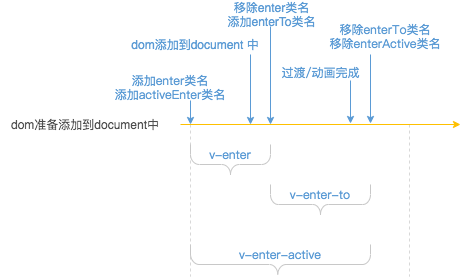 移除enter类名
添加enterTo类名
移除enterTo类名
移除enterActive类名
dom添加到document 中
过渡/动画完成
添加enter类名
添加activeEnter类名
dom准备添加到document中
v-enter
v-enter-to
v-enter-active